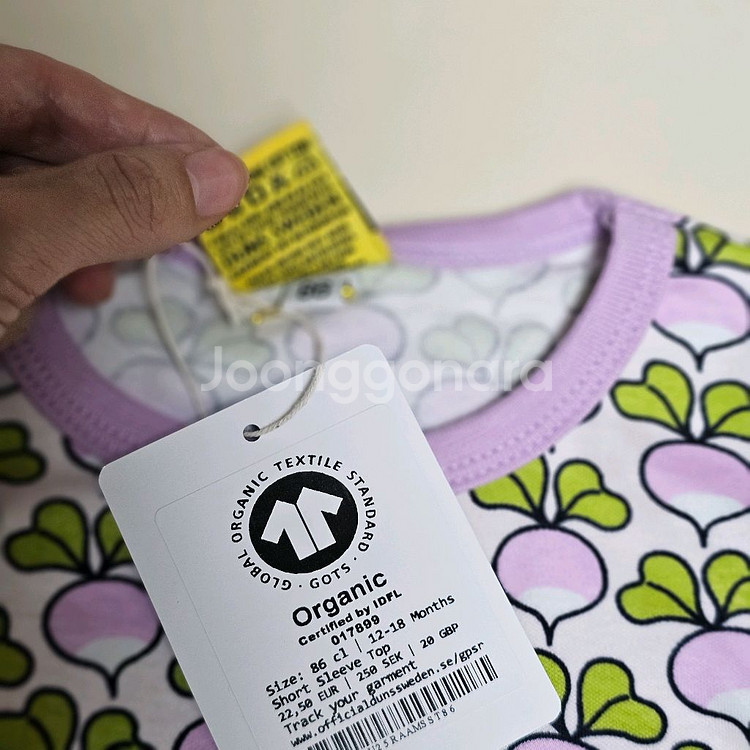 Joonggonara
GLOBAL ORGANIC TEXTILE STANDARD · GOTS ·
Organic
Certified by IDFL
017899
Size: 86 cl | 12-18 Months
Short Sleeve Top
22,50 EUR | 250 SEK | 20 GBP
Track your garment
www.officialdunssweden.se/gpsr